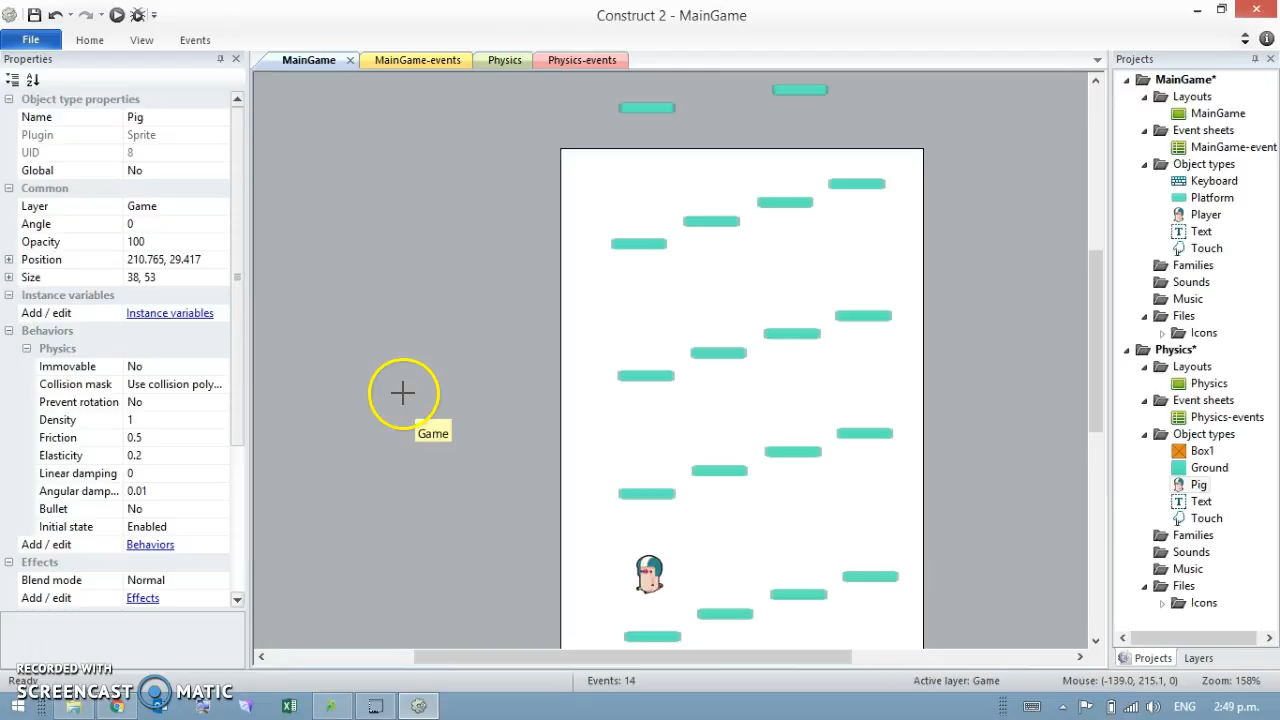 Construct 2 - MainGame
File
Home
View
Events
Properties
MainGame
MainGame-events
Physics
Physics-events
Projects
Object type properties
Name Pig
Plugin Sprite
UID 8
Global No
Common
Layer Game
Angle 0
Opacity 100
Position 210.765, 29.417
Size 38, 53
Instance variables
Add / edit Instance variables
Behaviors
Physics
Immovable No
Collision mask Use collision poly...
Prevent rotation No
Density 1
Friction 0.5
Elasticity 0.2
Linear damping 0
Angular damp... 0.01
Bullet No
Initial state Enabled
Add / edit Behaviors
Effects
Blend mode Normal
Add / edit Effects
Game
MainGame*
Layouts
MainGame
Event sheets
MainGame-event
Object types
Keyboard
Platform
Player
Text
Touch
Families
Sounds
Music
Files
Icons
Physics*
Layouts
Physics
Event sheets
Physics-events
Object types
Box1
Ground
Pig
Text
Touch
Families
Sounds
Music
Files
Icons
Projects
Layers
Ready
Events: 14
Active layer: Game
Mouse: (-139.0, 215.1, 0)
Zoom: 158%
RECORDED WITH
SCREENCAST MATIC
ENG
2:49 p.m.